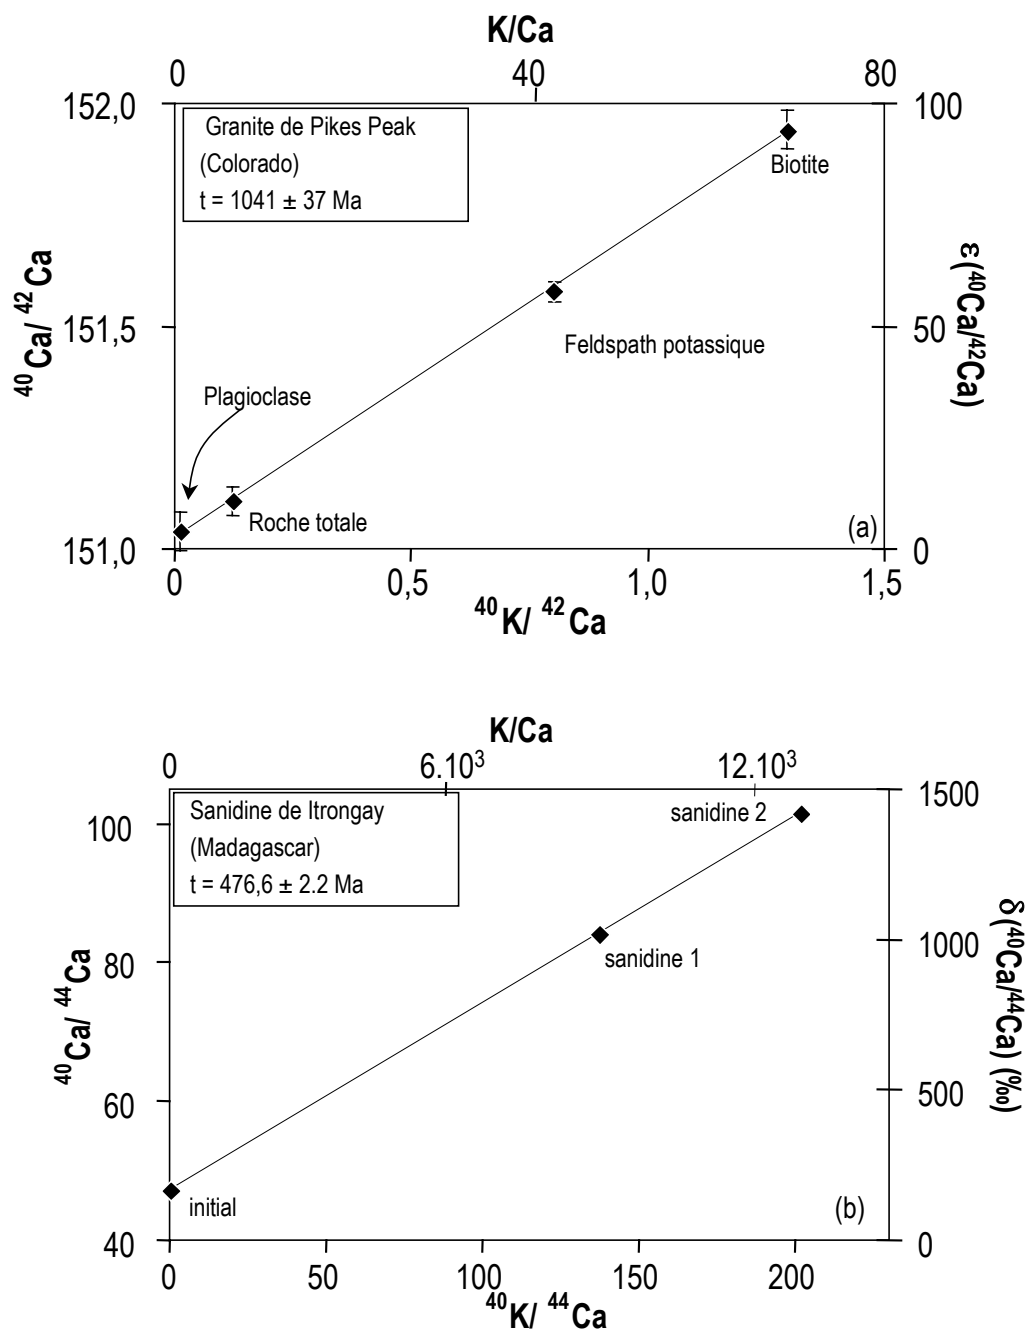 K/Ca
0 40 80
152,0 100
Granite de Pikes Peak
(Colorado)
t = 1041 ± 37 Ma
Biotite
40Ca/ 42Ca
ε (40Ca/42Ca)
151,5 50
Feldspath potassique
Plagioclase
Roche totale
(a)
151,0 0
0 0,5 1,0 1,5
40K/ 42Ca
K/Ca
0 6.10³ 12.10³
1500
Sanidine de Itrongay
(Madagascar)
t = 476,6 ± 2.2 Ma
sanidine 2
100
sanidine 1
1000
80
40Ca/ 44Ca
δ (40Ca/44Ca) (‰)
60 500
initial
(b)
40 0
0 50 100 150 200
40K/ 44Ca